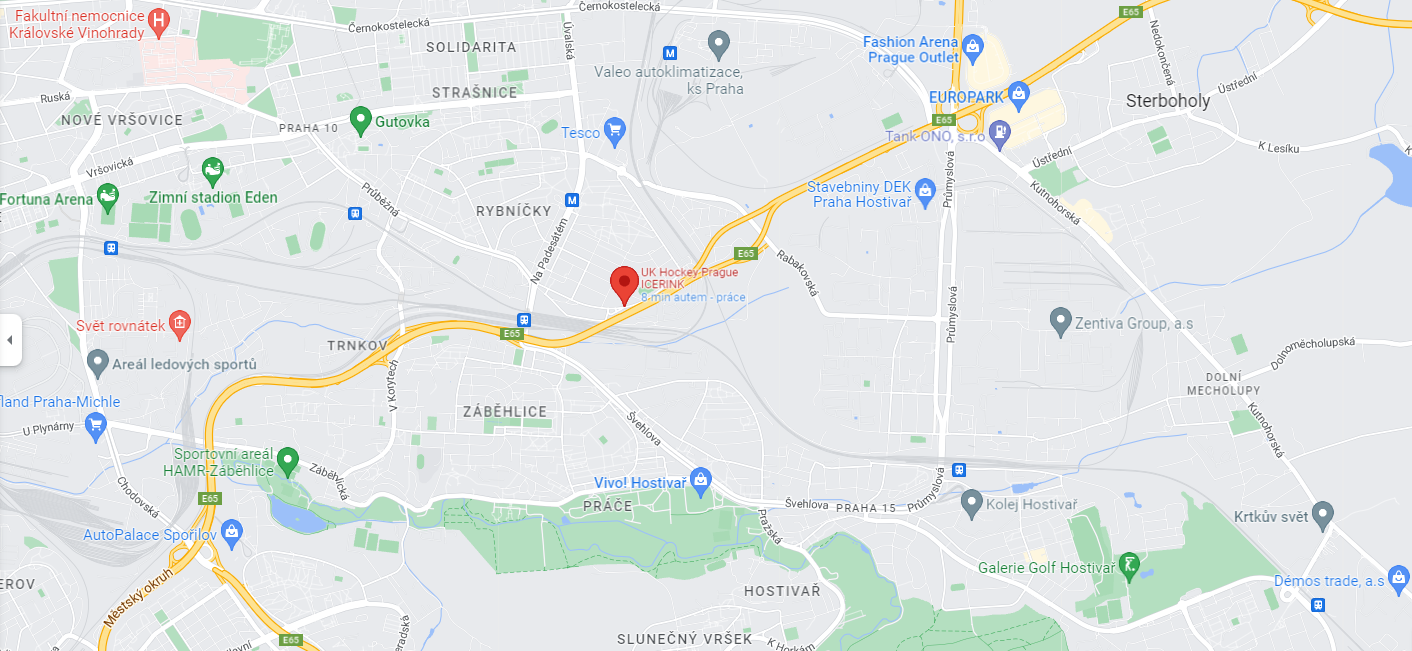 Fakultní nemocnice
Královské Vinohrady
Černokostelecká
Černokostelecká
E65
SOLIDARITA
Úvalská
M
Valeo autoklimatizace,
ks Praha
Fashion Arena
Prague Outlet
Nedokončená
Ústřední
STRAŠNICE
EUROPARK
Sterboholy
Ruská
NOVÉ VRŠOVICE
PRAHA 10
Gutovka
Tesco
E65
Tank ONO, s.r.o
K Lesíku
Ústřední
Vršovická
Zimní stadion Eden
Fortuna Arena
Průběžná
RYBNÍČKY
M
Stavebniny DEK
Praha Hostivař
Průmyslová
Kutnohorská
Na Padesátém
E65
Rabakovská
UK Hockey Prague
ICERINK
8 min autem - práce
Průmyslová
Svět rovnátek
E65
TRNKOV
Zentiva Group, a.s
Areál ledových sportů
V Korytech
Dolnoměcholupská
DOLNÍ
MECHOLUPY
fland Praha-Michle
U Plynárny
ZÁBĚHLICE
Švehlova
Kutnohorská
Sportovní areál
HAMR-Záběhlice
Záběhlická
Chodovská
E65
Vivo! Hostivař
PRÁČE
Švehlova
PRAHA 15
Průmyslová
Kolej Hostivař
Krtkův svět
AutoPalace Spořilov
Pražská
Galerie Golf Hostivař
Démos trade, a.s
EROV
Městský okruh
HOSTIVAŘ
E65
SLUNEČNÝ VRŠEK
K Horkám